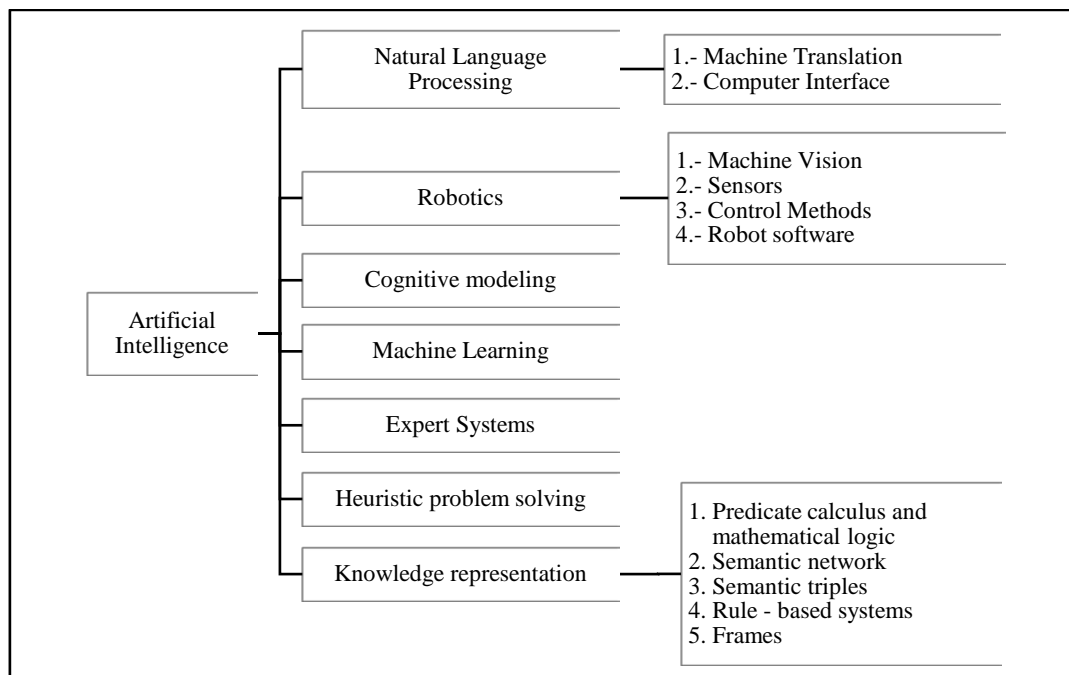 Natural Language
Processing
1.- Machine Translation
2.- Computer Interface
Robotics
1.- Machine Vision
2.- Sensors
3.- Control Methods
4.- Robot software
Cognitive modeling
Artificial
Intelligence
Machine Learning
Expert Systems
Heuristic problem solving
Knowledge representation
1. Predicate calculus and
mathematical logic
2. Semantic network
3. Semantic triples
4. Rule - based systems
5. Frames